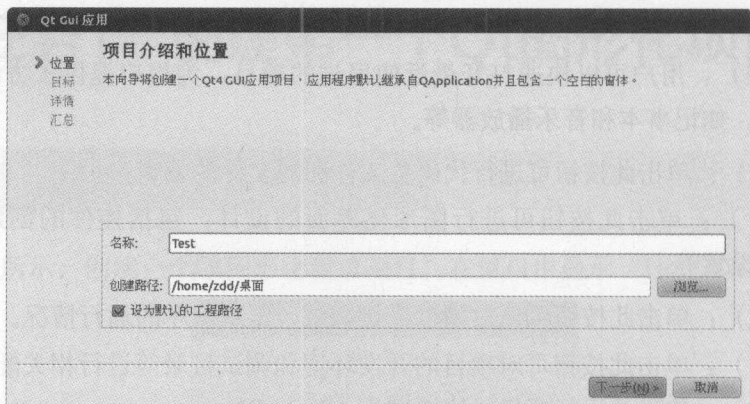 Qt Gui 应用
位置
目标
详情
汇总
项目介绍和位置
本向导将创建一个Qt4 GUI应用项目，应用程序默认继承自QApplication并且包含一个空白的窗体。
名称: Test
创建路径: /home/zdd/桌面 浏览...
设为默认的工程路径
下一步(N) > 取消